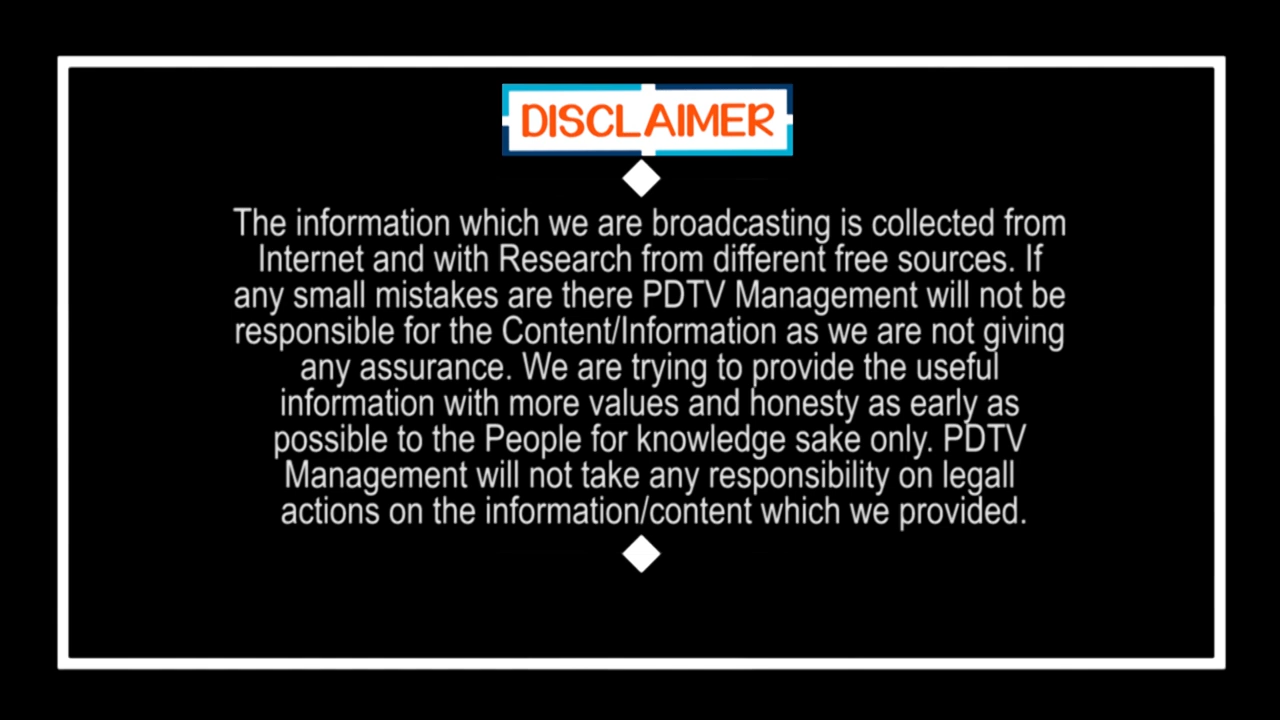 DISCLAIMER
The information which we are broadcasting is collected from
Internet and with Research from different free sources. If
any small mistakes are there PDTV Management will not be
responsible for the Content/Information as we are not giving
any assurance. We are trying to provide the useful
information with more values and honesty as early as
possible to the People for knowledge sake only. PDTV
Management will not take any responsibility on legall
actions on the information/content which we provided.